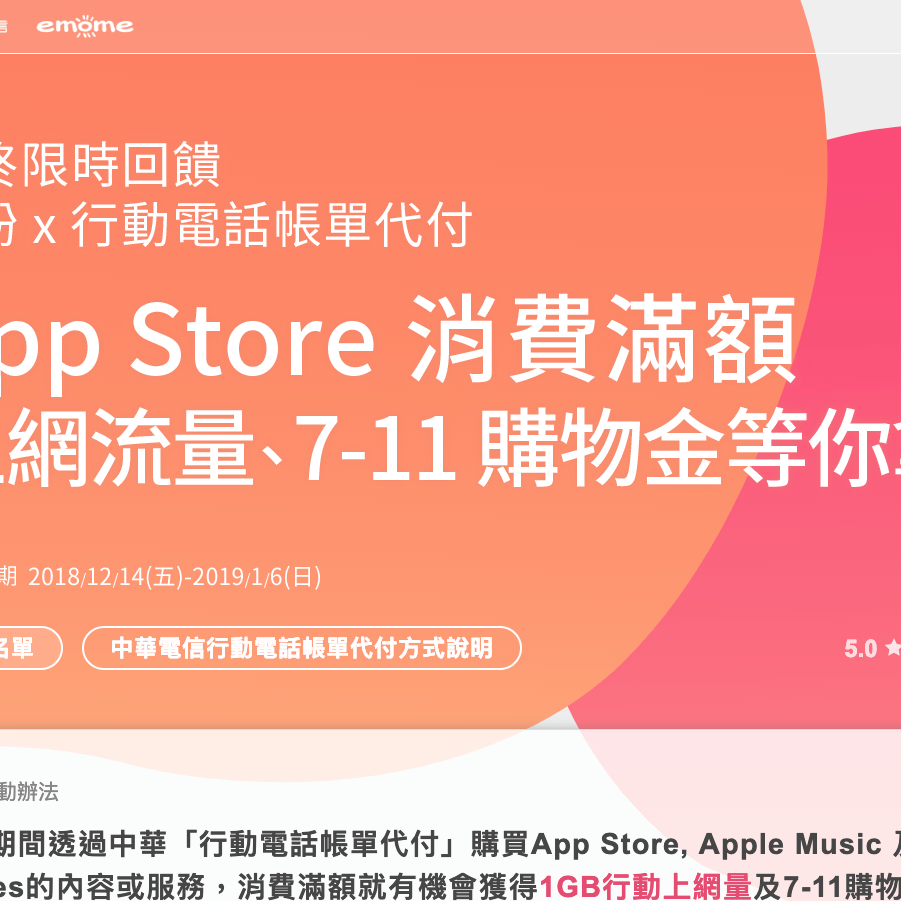 信 emome
終限時回饋
份 x 行動電話帳單代付
pp Store 消費滿額
網流量、7-11 購物金等你
期 2018/12/14(五)-2019/1/6(日)
名單 中華電信行動電話帳單代付方式說明
5.0 ★
動辦法
期間透過中華「行動電話帳單代付」購買App Store, Apple Music 及
es的內容或服務，消費滿額就有機會獲得1GB行動上網量及7-11購物